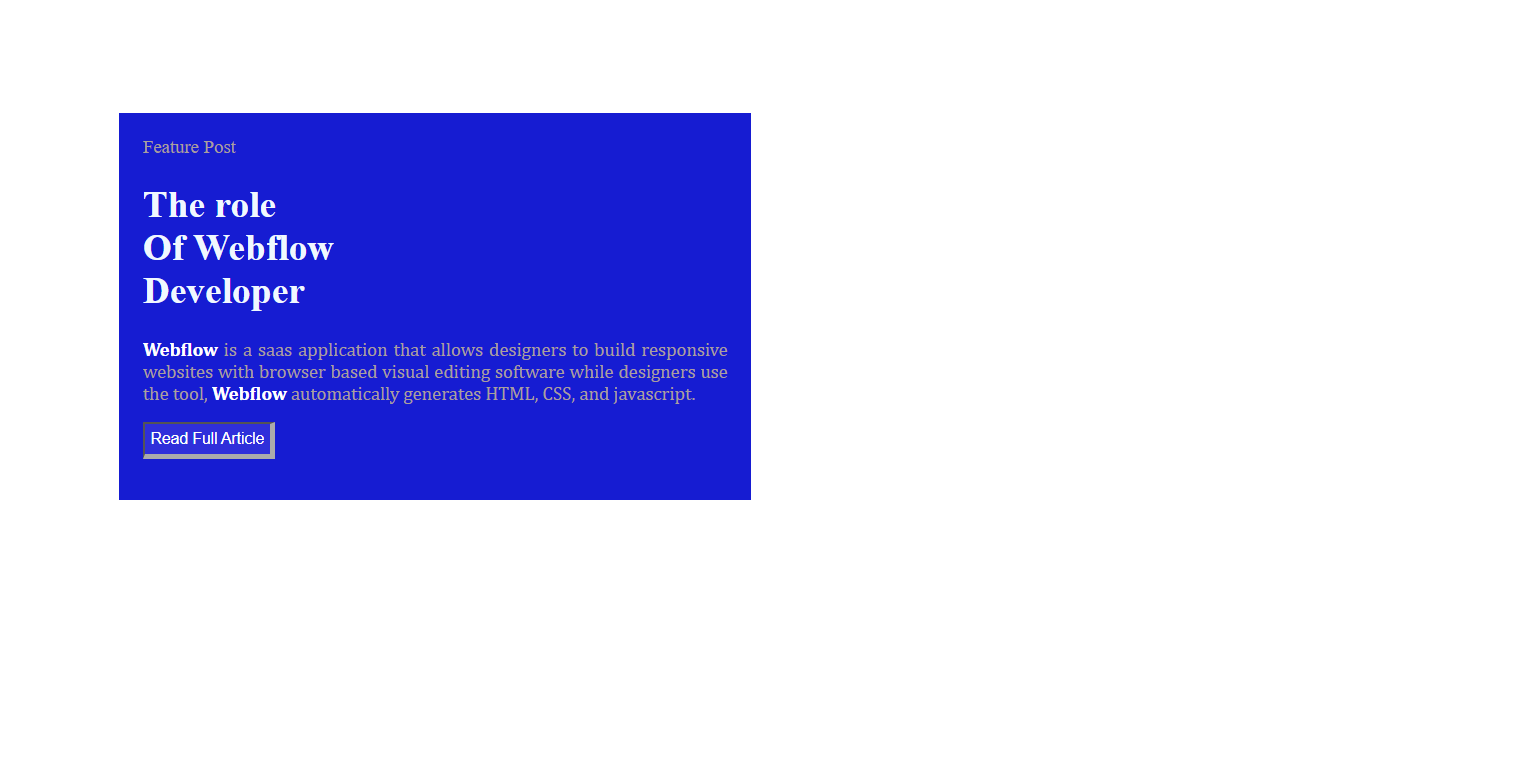 Feature Post
The role
Of Webflow
Developer
Webflow is a saas application that allows designers to build responsive
websites with browser based visual editing software while designers use
the tool, Webflow automatically generates HTML, CSS, and javascript.
Read Full Article